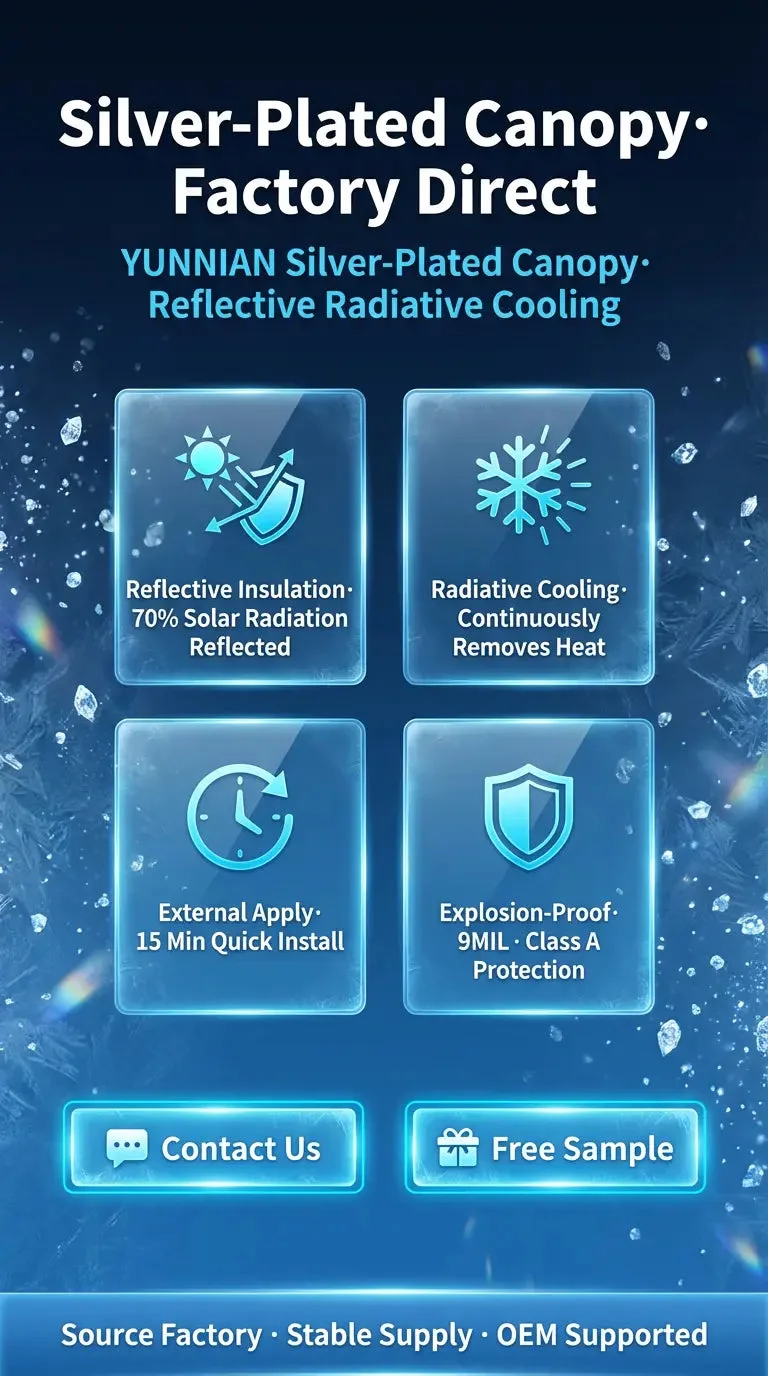 Silver-Plated Canopy·
Factory Direct
YUNNIAN Silver-Plated Canopy·
Reflective Radiative Cooling
Reflective Insulation·
70% Solar Radiation
Reflected
Radiative Cooling·
Continuously
Removes Heat
External Apply·
15 Min Quick Install
Explosion-Proof·
9MIL · Class A
Protection
Contact Us
Free Sample
Source Factory · Stable Supply · OEM Supported